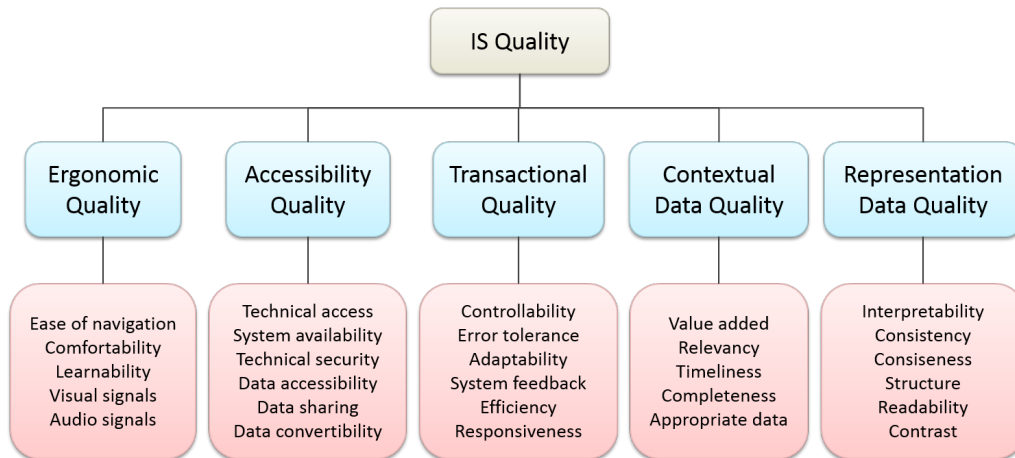 IS Quality
Ergonomic
Quality
Accessibility
Quality
Transactional
Quality
Contextual
Data Quality
Representation
Data Quality
Ease of navigation
Comfortability
Learnability
Visual signals
Audio signals
Technical access
System availability
Technical security
Data accessibility
Data sharing
Data convertibility
Controllability
Error tolerance
Adaptability
System feedback
Efficiency
Responsiveness
Value added
Relevancy
Timeliness
Completeness
Appropriate data
Interpretability
Consistency
Consiseness
Structure
Readability
Contrast